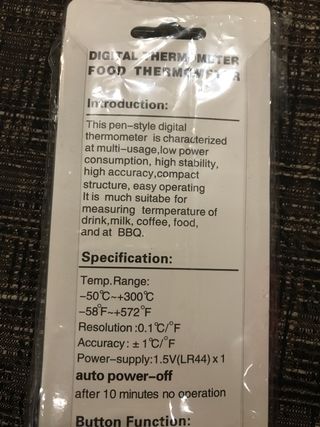 DIGITAL THERMOMETER
FOOD THERMOMETER
Introduction:
This pen-style digital
thermometer is characterized
at multi-usage,low power
consumption, high stability,
high accuracy,compact
structure, easy operating
It is much suitabe for
measuring termperature of
drink,milk, coffee, food,
and at BBQ.
Specification:
Temp.Range:
-50℃~+300℃
-58℉~+572℉
Resolution :0.1℃/℉
Accuracy: ± 1℃/℉
Power-supply:1.5V(LR44) x 1
auto power-off
after 10 minutes no operation
Button Function: